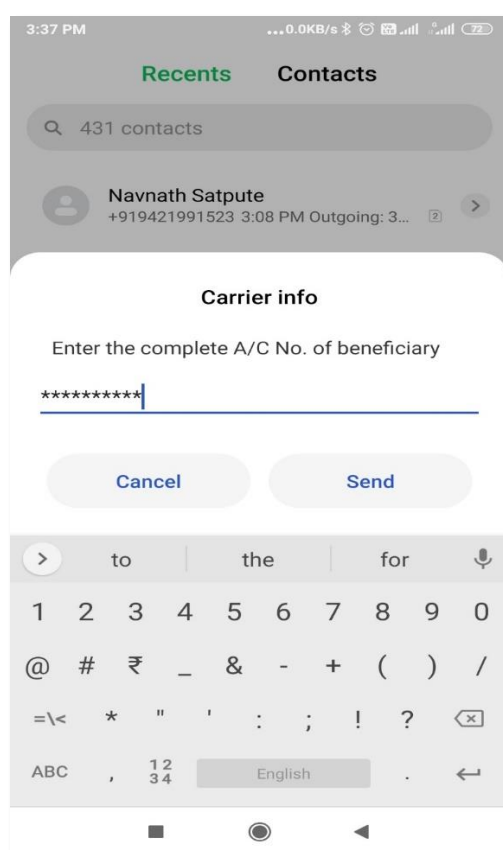 3:37 PM ...0.0KB/s 72
Recents Contacts
431 contacts
Navnath Satpute
+919421991523 3:08 PM Outgoing: 3... 2
Carrier info
Enter the complete A/C No. of beneficiary
**********
Cancel Send
to the for
1 2 3 4 5 6 7 8 9 0
@ # ₹ _ & - + ( ) /
=\< * " ' : ; ! ?
ABC , 12 34 English .